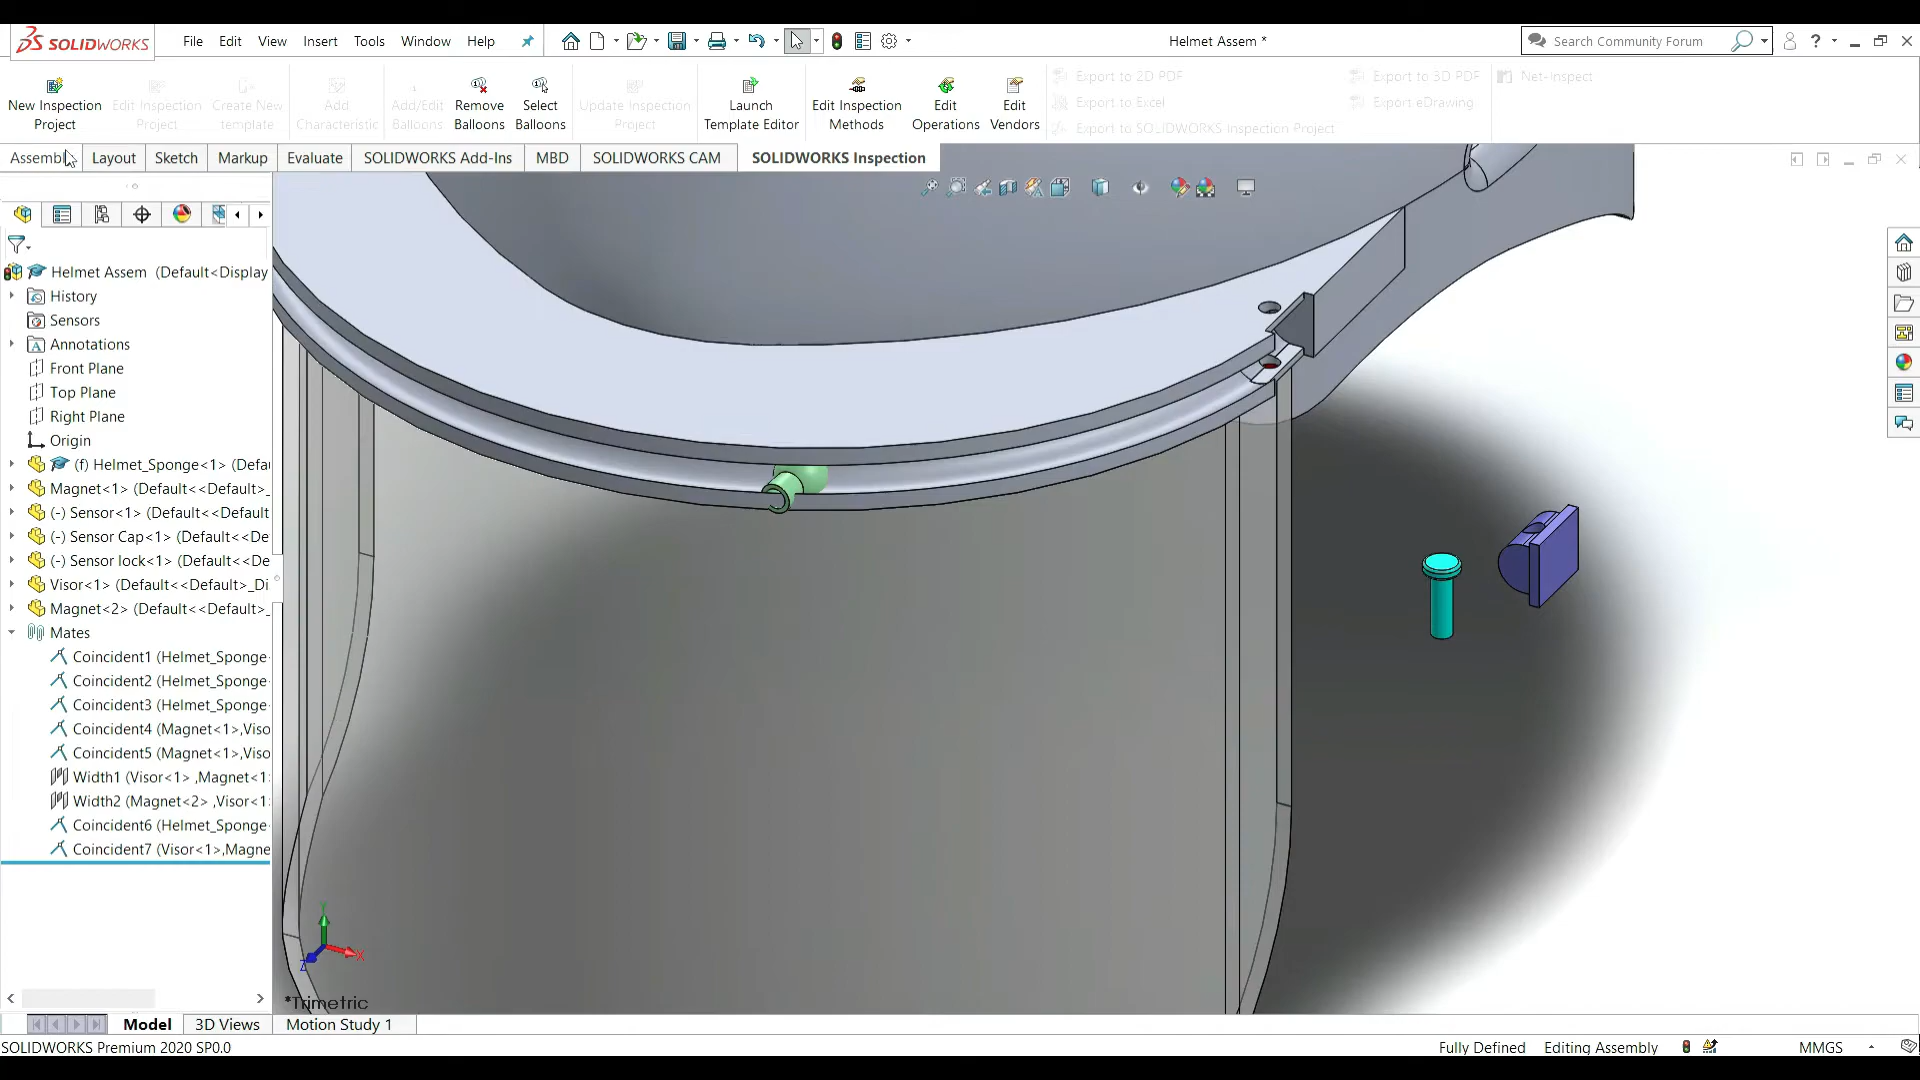 SOLIDWORKS File Edit View Insert Tools Window Help Helmet Assem * Search Community Forum ?
New Inspection Project
Edit Inspection Project
Create New template
Add Characteristic
Add/Edit Balloons
Remove Balloons
Select Balloons
Update Inspection Project
Launch Template Editor
Edit Inspection Methods
Edit Operations
Edit Vendors
Export to 2D PDF
Export to Excel
Export to SOLIDWORKS Inspection Project
Export to 3D PDF
Export eDrawing
Net-Inspect
Assembl Layout Sketch Markup Evaluate SOLIDWORKS Add-Ins MBD SOLIDWORKS CAM SOLIDWORKS Inspection
Helmet Assem (Default<Display
History
Sensors
Annotations
Front Plane
Top Plane
Right Plane
Origin
(f) Helmet_Sponge<1> (Defau
Magnet<1> (Default<<Default>_
(-) Sensor<1> (Default<<Default
(-) Sensor Cap<1> (Default<<De
(-) Sensor lock<1> (Default<<De
Visor<1> (Default<<Default>_Di
Magnet<2> (Default<<Default>_
Mates
Coincident1 (Helmet_Sponge
Coincident2 (Helmet_Sponge
Coincident3 (Helmet_Sponge
Coincident4 (Magnet<1>,Viso
Coincident5 (Magnet<1>,Viso
Width1 (Visor<1> ,Magnet<1
Width2 (Magnet<2> ,Visor<1
Coincident6 (Helmet_Sponge
Coincident7 (Visor<1>,Magne
Y
X
Z
*Trimetric
Model 3D Views Motion Study 1
SOLIDWORKS Premium 2020 SP0.0 Fully Defined Editing Assembly MMGS